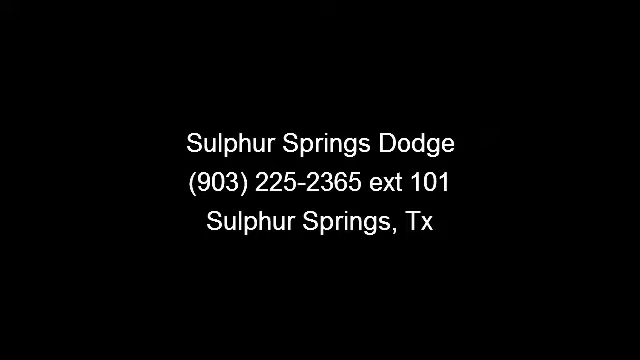 Sulphur Springs Dodge
(903) 225-2365 ext 101
Sulphur Springs, Tx